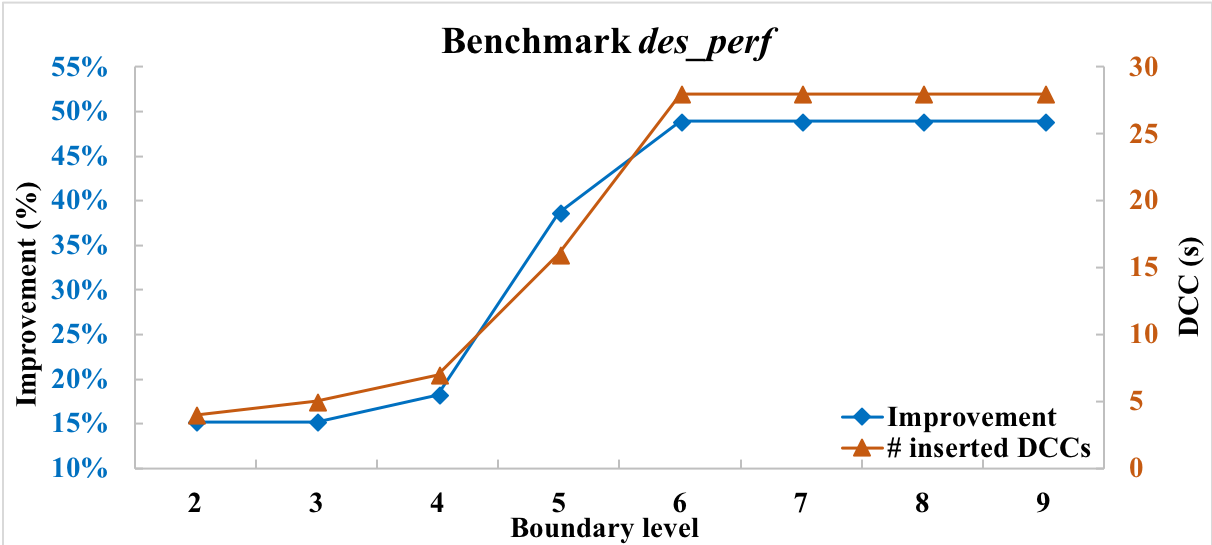 Benchmark des_perf
55%
50%
45%
40%
35%
30%
25%
20%
15%
10%
Improvement (%)
30
25
20
15
10
5
0
DCC (s)
Improvement
# inserted DCCs
2 3 4 5 6 7 8 9
Boundary level